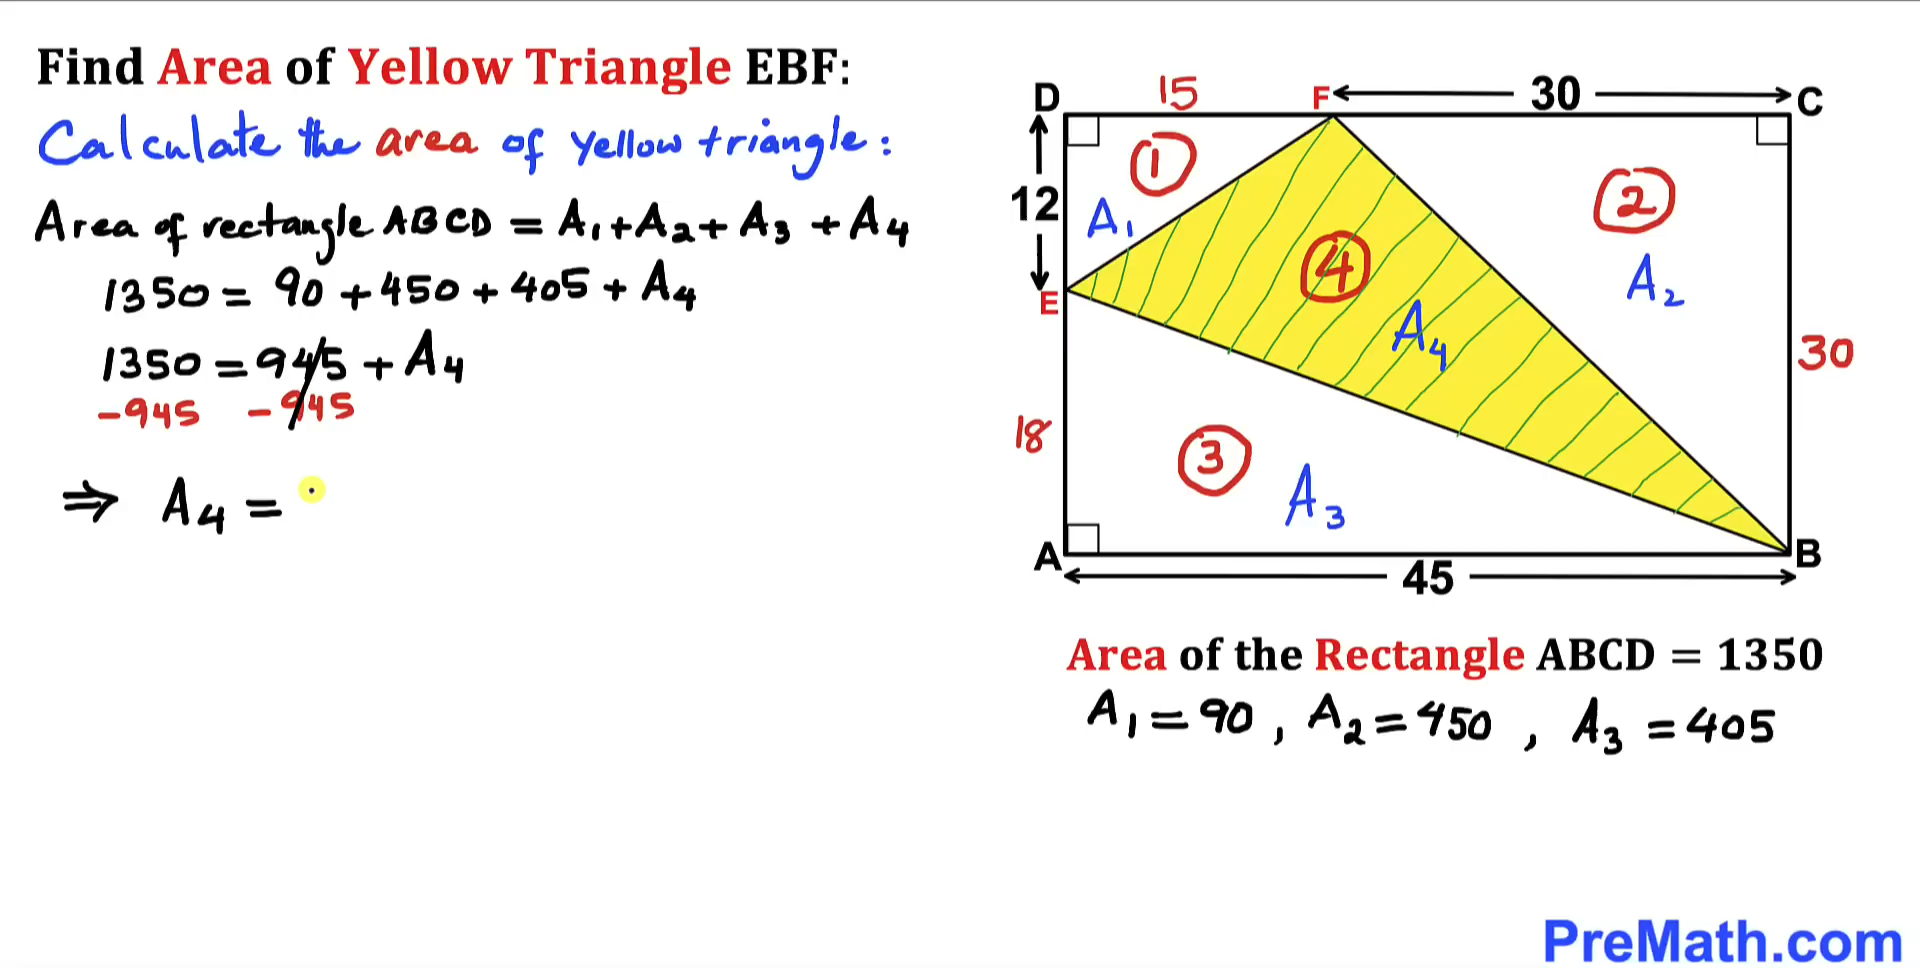 Find Area of Yellow Triangle EBF:
Calculate the area of yellow triangle:
Area of rectangle ABCD = A₁ + A₂ + A₃ + A₄
1350 = 90 + 450 + 405 + A₄
1350 = 945 + A₄
-945 -945
⇒ A₄ =
D 15 F 30 C
1
2
12
A₁
4
A₂
E
A₄
30
18
3
A₃
A B
45
Area of the Rectangle ABCD = 1350
A₁ = 90 , A₂ = 450 , A₃ = 405
PreMath.com